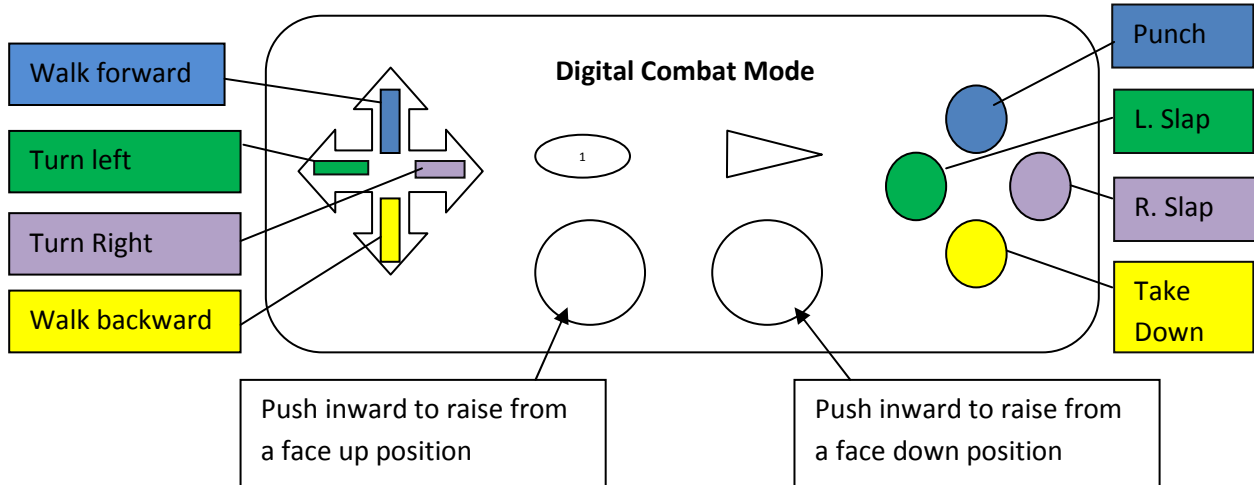 Digital Combat Mode
Walk forward
Turn left
Turn Right
Walk backward
1
Punch
L. Slap
R. Slap
Take
Down
Push inward to raise from
a face up position
Push inward to raise from
a face down position